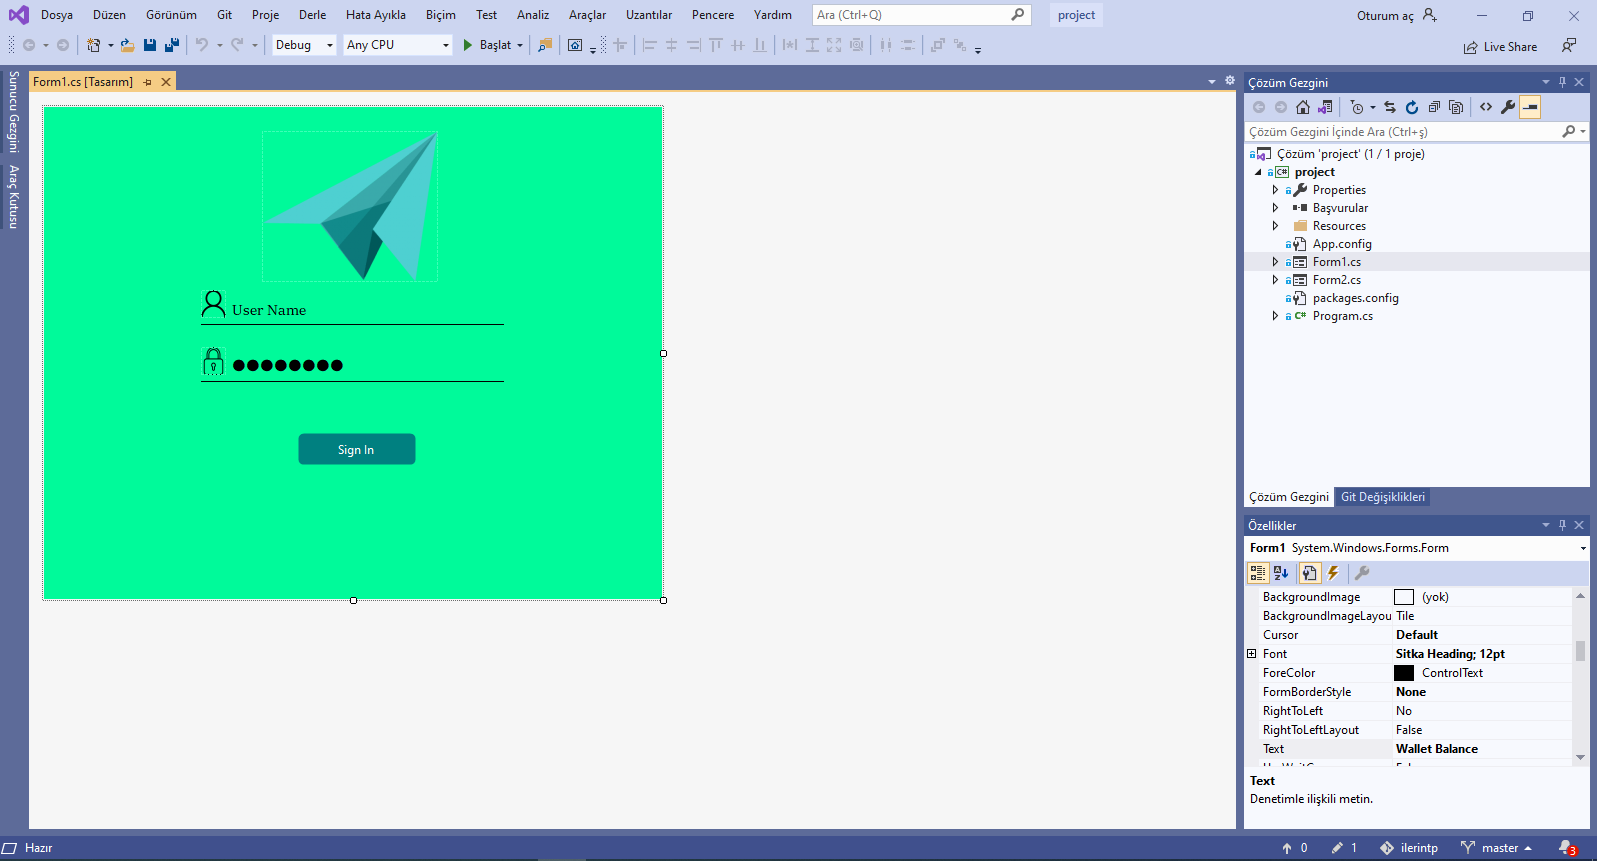 Dosya Düzen Görünüm Git Proje Derle Hata Ayıkla Biçim Test Analiz Araçlar Uzantılar Pencere Yardım Ara (Ctrl+Q) project Oturum aç
Debug Any CPU Başlat Live Share
Sunucu Gezgini
Araç Kutusu
Form1.cs [Tasarım]
User Name
Sign In
Çözüm Gezgini
Çözüm Gezgini İçinde Ara (Ctrl+ş)
Çözüm 'project' (1 / 1 proje)
C# project
Properties
Başvurular
Resources
App.config
Form1.cs
Form2.cs
packages.config
C# Program.cs
Çözüm Gezgini Git Değişiklikleri
Özellikler
Form1 System.Windows.Forms.Form
BackgroundImage (yok)
BackgroundImageLayou Tile
Cursor Default
Font Sitka Heading; 12pt
ForeColor ControlText
FormBorderStyle None
RightToLeft No
RightToLeftLayout False
Text Wallet Balance
Text
Denetimle ilişkili metin.
Hazır 0 1 ilerintp master 3